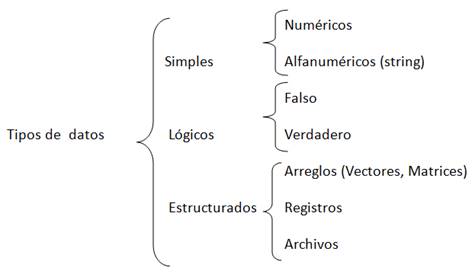 Tipos de datos
Simples
Numéricos
Alfanuméricos (string)
Lógicos
Falso
Verdadero
Estructurados
Arreglos (Vectores, Matrices)
Registros
Archivos